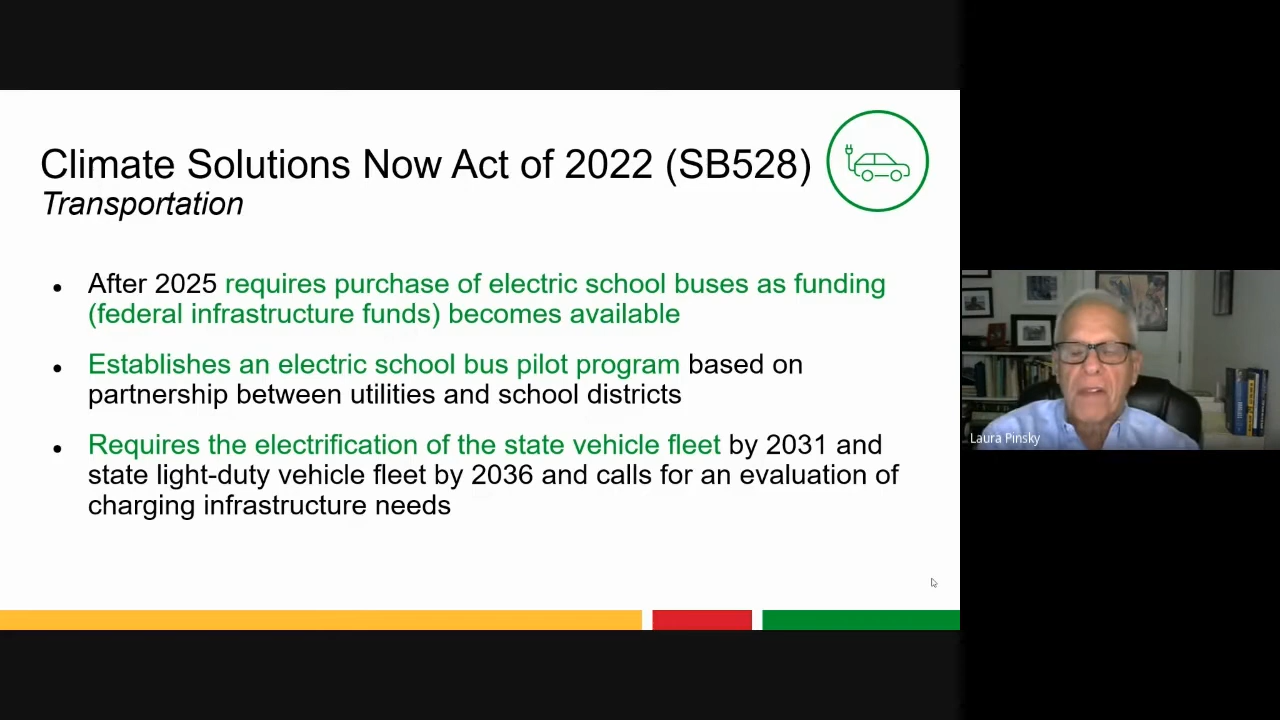 Climate Solutions Now Act of 2022 (SB528)
Transportation
After 2025 requires purchase of electric school buses as funding
(federal infrastructure funds) becomes available
Establishes an electric school bus pilot program based on
partnership between utilities and school districts
Requires the electrification of the state vehicle fleet by 2031 and
state light-duty vehicle fleet by 2036 and calls for an evaluation of
charging infrastructure needs
Laura Pinsky